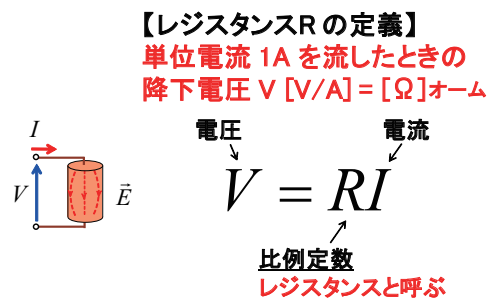 【レジスタンスR の定義】
単位電流 1A を流したときの
降下電圧 V [V/A] = [Ω]オーム
電圧
電流
I
V
E⃗
V = RI
比例定数
レジスタンスと呼ぶ